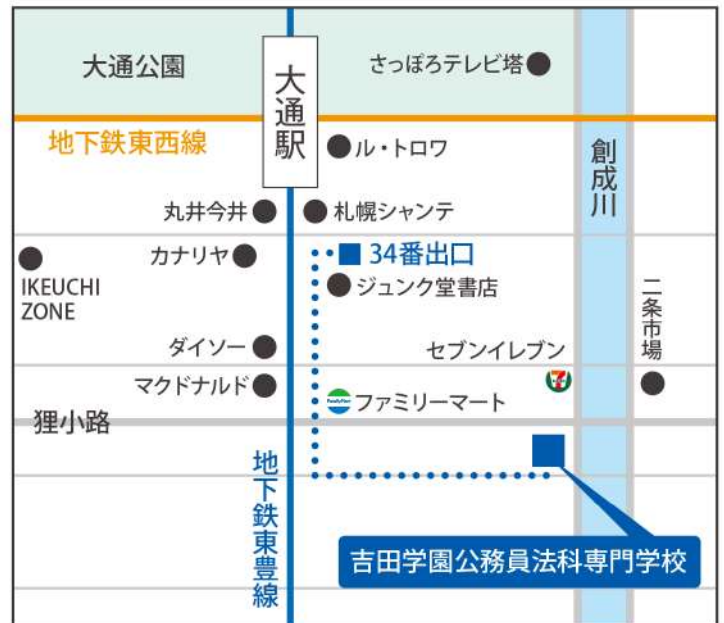 大通公園
大通駅
さっぽろテレビ塔
地下鉄東西線
ル・トロワ
創成川
丸井今井
札幌シャンテ
カナリヤ
34番出口
IKEUCHI
ZONE
ジュンク堂書店
二条市場
ダイソー
セブンイレブン
マクドナルド
FamilyMart
ファミリーマート
狸小路
地下鉄東豊線
吉田学園公務員法科専門学校